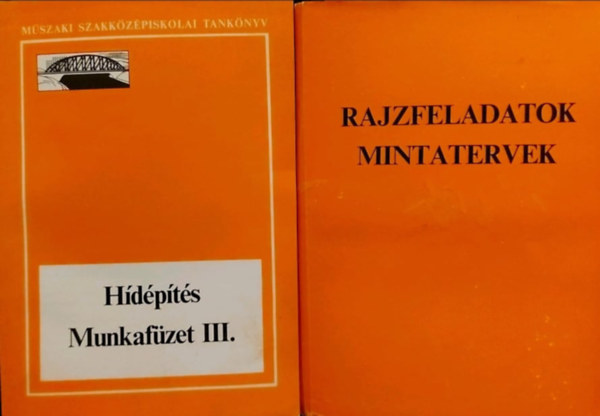 MŰSZAKI SZAKKÖZÉPISKOLAI TANKÖNYV
Hídépítés
Munkafüzet III.
RAJZFELADATOK
MINTATERVEK